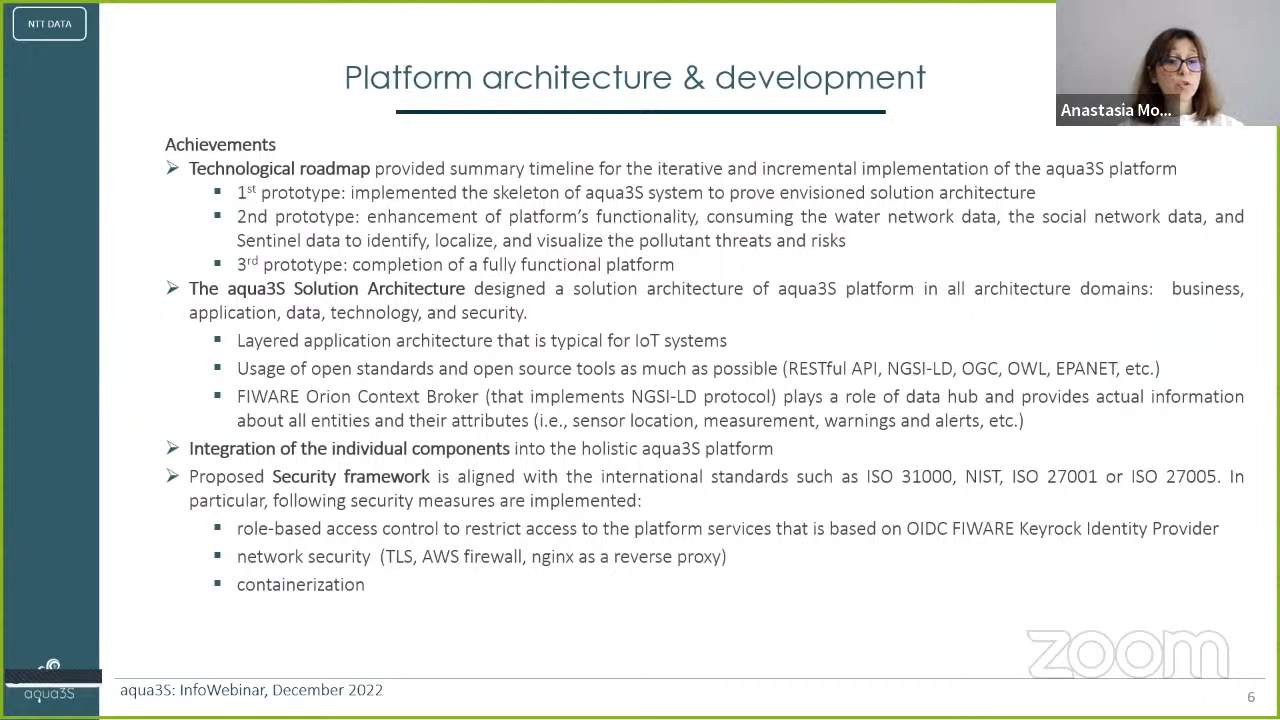 NTT DATA
Platform architecture & development
Anastasia Mo...
Achievements
Technological roadmap provided summary timeline for the iterative and incremental implementation of the aqua3S platform
1st prototype: implemented the skeleton of aqua3S system to prove envisioned solution architecture
2nd prototype: enhancement of platform's functionality, consuming the water network data, the social network data, and
Sentinel data to identify, localize, and visualize the pollutant threats and risks
3rd prototype: completion of a fully functional platform
The aqua3S Solution Architecture designed a solution architecture of aqua3S platform in all architecture domains: business,
application, data, technology, and security.
Layered application architecture that is typical for IoT systems
Usage of open standards and open source tools as much as possible (RESTful API, NGSI-LD, OGC, OWL, EPANET, etc.)
FIWARE Orion Context Broker (that implements NGSI-LD protocol) plays a role of data hub and provides actual information
about all entities and their attributes (i.e., sensor location, measurement, warnings and alerts, etc.)
Integration of the individual components into the holistic aqua3S platform
Proposed Security framework is aligned with the international standards such as ISO 31000, NIST, ISO 27001 or ISO 27005. In
particular, following security measures are implemented:
role-based access control to restrict access to the platform services that is based on OIDC FIWARE Keyrock Identity Provider
network security (TLS, AWS firewall, nginx as a reverse proxy)
containerization
zoom
aqua3S
aqua3S: InfoWebinar, December 2022
6